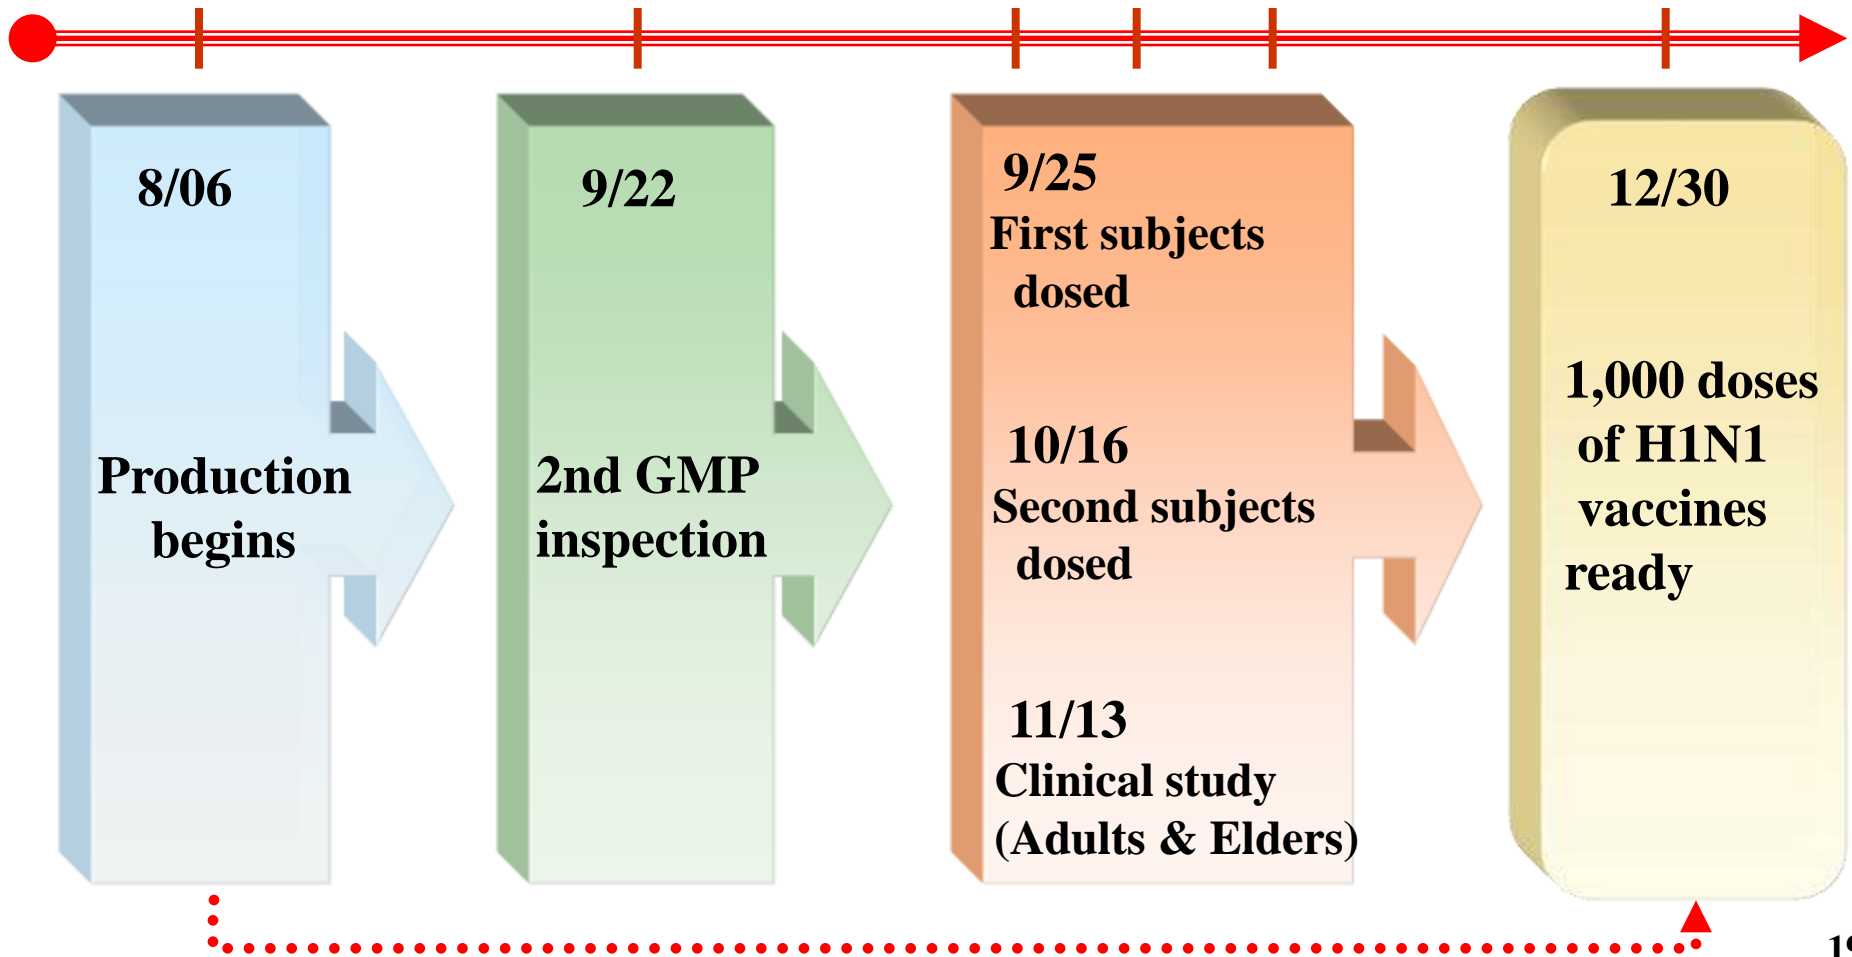 8/06
Production
begins
9/22
2nd GMP
inspection
9/25
First subjects
dosed
10/16
Second subjects
dosed
11/13
Clinical study
(Adults & Elders)
12/30
1,000 doses
of H1N1
vaccines
ready